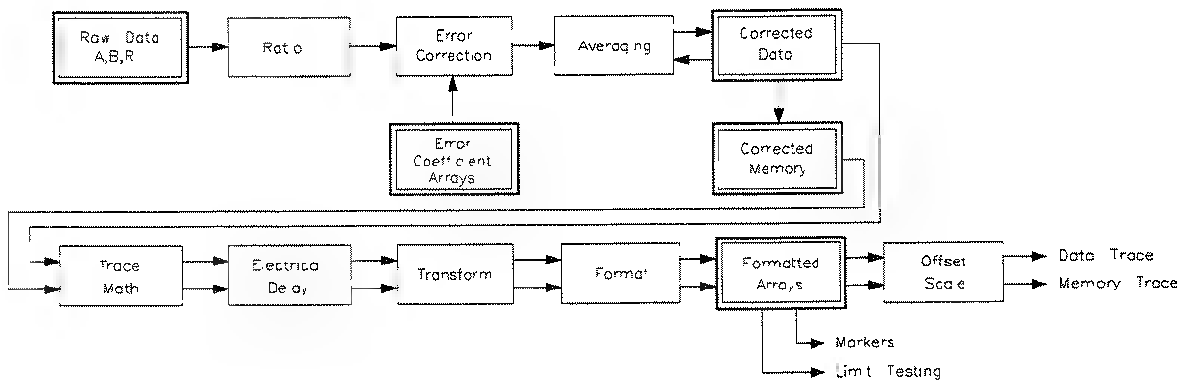 Raw Data
A,B,R
Ratio
Error
Correction
Averaging
Corrected
Data
Error
Coefficient
Arrays
Corrected
Memory
Trace
Math
Electrical
Delay
Transform
Format
Formatted
Arrays
Offset
Scale
Data Trace
Memory Trace
Markers
Limit Testing